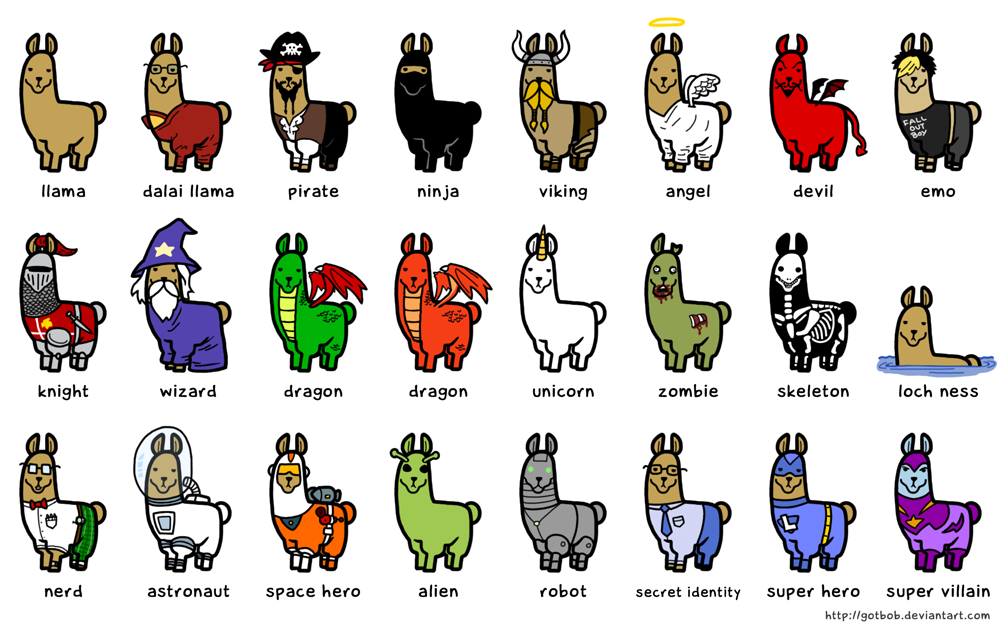 llama dalai llama pirate ninja viking angel devil emo
FALL
OUT
BOY
knight wizard dragon dragon unicorn zombie skeleton loch ness
nerd astronaut space hero alien robot secret identity super hero super villain
http://gotbob.deviantart.com